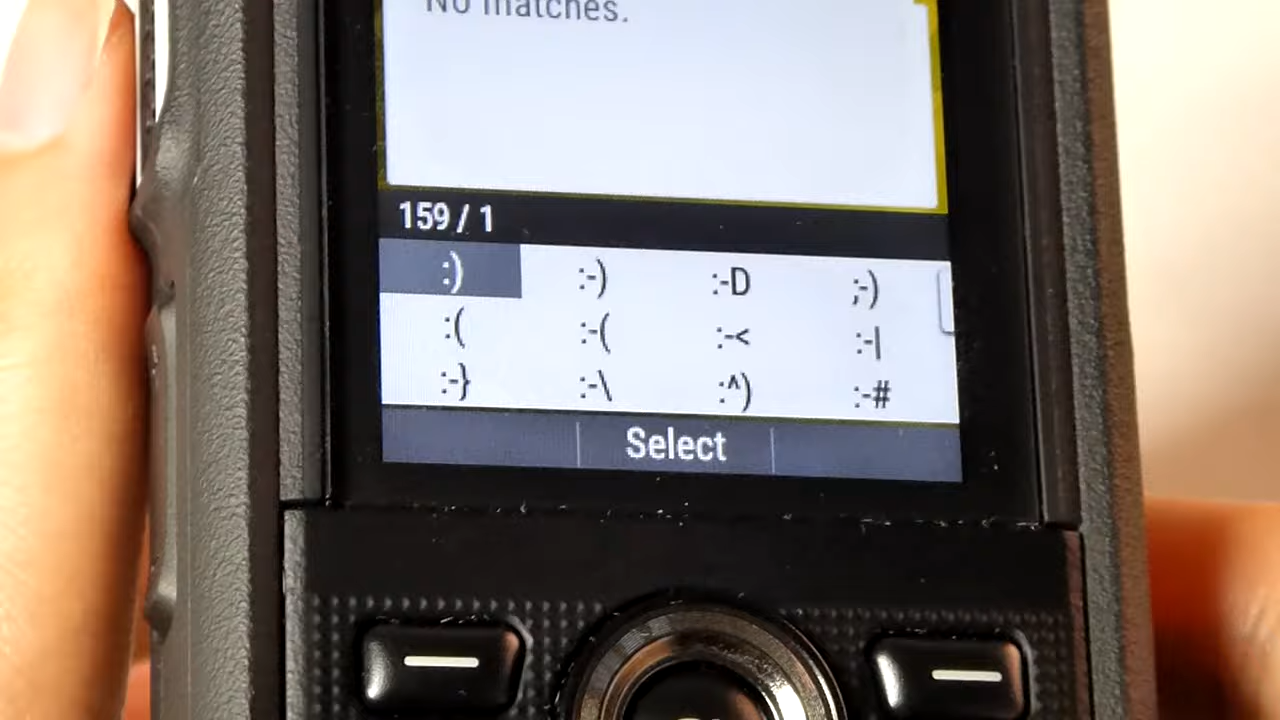 No matches.
159 / 1
:) :-) :-D ;-)
:( :-( :-< :-|
:-} :-\ :^) :-#
Select